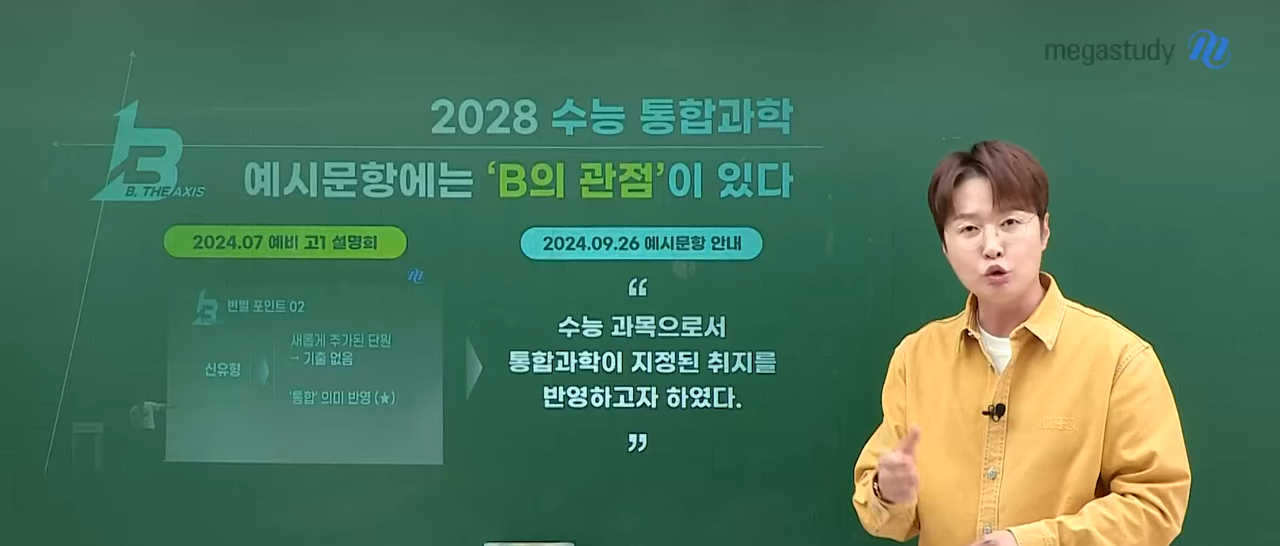 megastudy
2028 수능 통합과학
B, THE AXIS
예시문항에는 ‘B의 관점’이 있다
2024.07 예비 고1 설명회
2024.09.26 예시문항 안내
빈빌 포인트 02
신유형
새롭게 추가된 단원
→ 기출 없음
'통합' 의미 반영 (★)
“
수능 과목으로서
통합과학이 지정된 취지를
반영하고자 하였다.
”